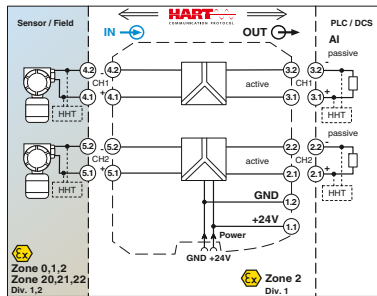 Sensor / Field
HART
COMMUNICATION PROTOCOL
PLC / DCS
IN
OUT
AI
passive
4.2 - 4.2 3.2 3.2 -
CH1 CH1
4.1 + 4.1 active 3.1 3.1 +
HHT HHT
passive
5.2 - 5.2 2.2 2.2 -
CH2 CH2
5.1 + 5.1 active 2.1 2.1 +
HHT HHT
GND 1.2
+24V 1.1
Power
GND +24V
Ex Ex
Zone 0,1,2 Zone 2
Zone 20,21,22 Div. 1
Div. 1,2